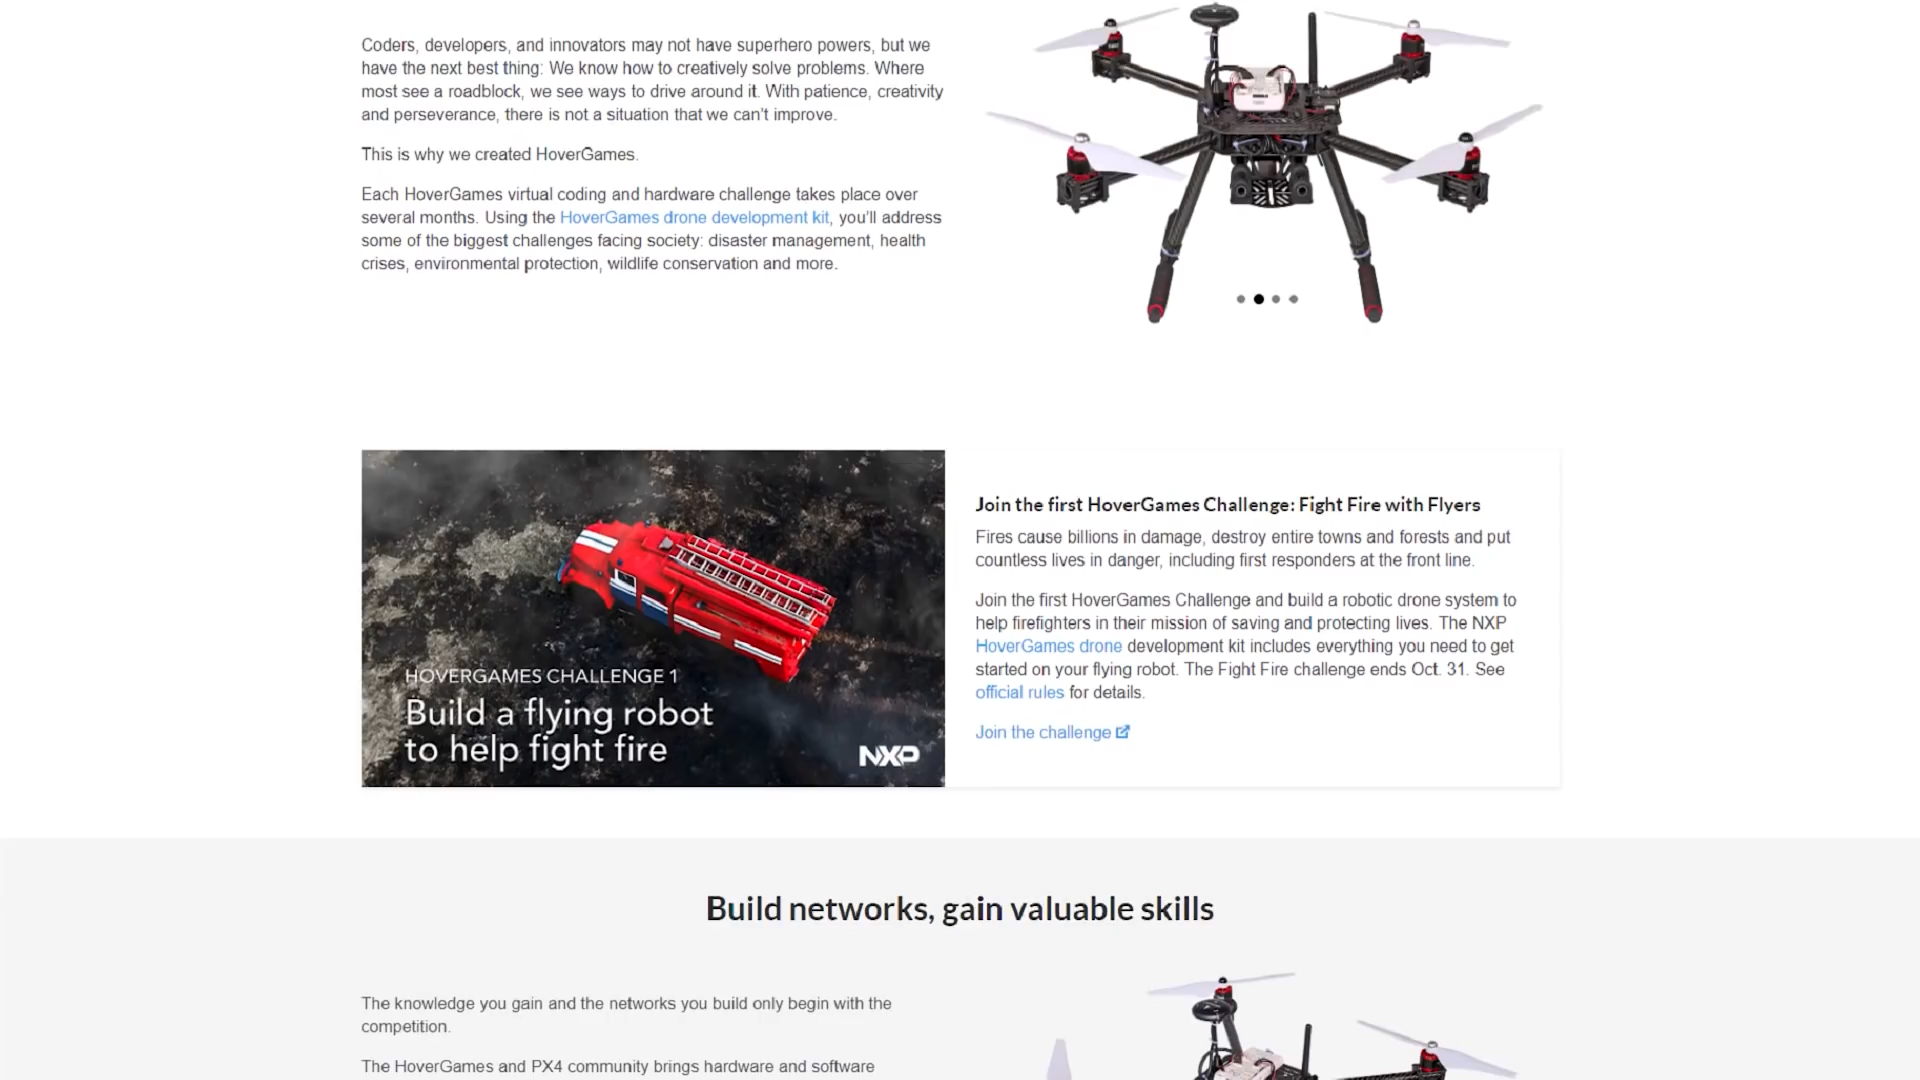 Coders, developers, and innovators may not have superhero powers, but we
have the next best thing: We know how to creatively solve problems. Where
most see a roadblock, we see ways to drive around it. With patience, creativity
and perseverance, there is not a situation that we can't improve.
This is why we created HoverGames.
Each HoverGames virtual coding and hardware challenge takes place over
several months. Using the HoverGames drone development kit, you'll address
some of the biggest challenges facing society: disaster management, health
crises, environmental protection, wildlife conservation and more.
HOVERGAMES CHALLENGE 1
Build a flying robot
to help fight fire
NXP
Join the first HoverGames Challenge: Fight Fire with Flyers
Fires cause billions in damage, destroy entire towns and forests and put
countless lives in danger, including first responders at the front line.
Join the first HoverGames Challenge and build a robotic drone system to
help firefighters in their mission of saving and protecting lives. The NXP
HoverGames drone development kit includes everything you need to get
started on your flying robot. The Fight Fire challenge ends Oct. 31. See
official rules for details.
Join the challenge
Build networks, gain valuable skills
The knowledge you gain and the networks you build only begin with the
competition.
The HoverGames and PX4 community brings hardware and software